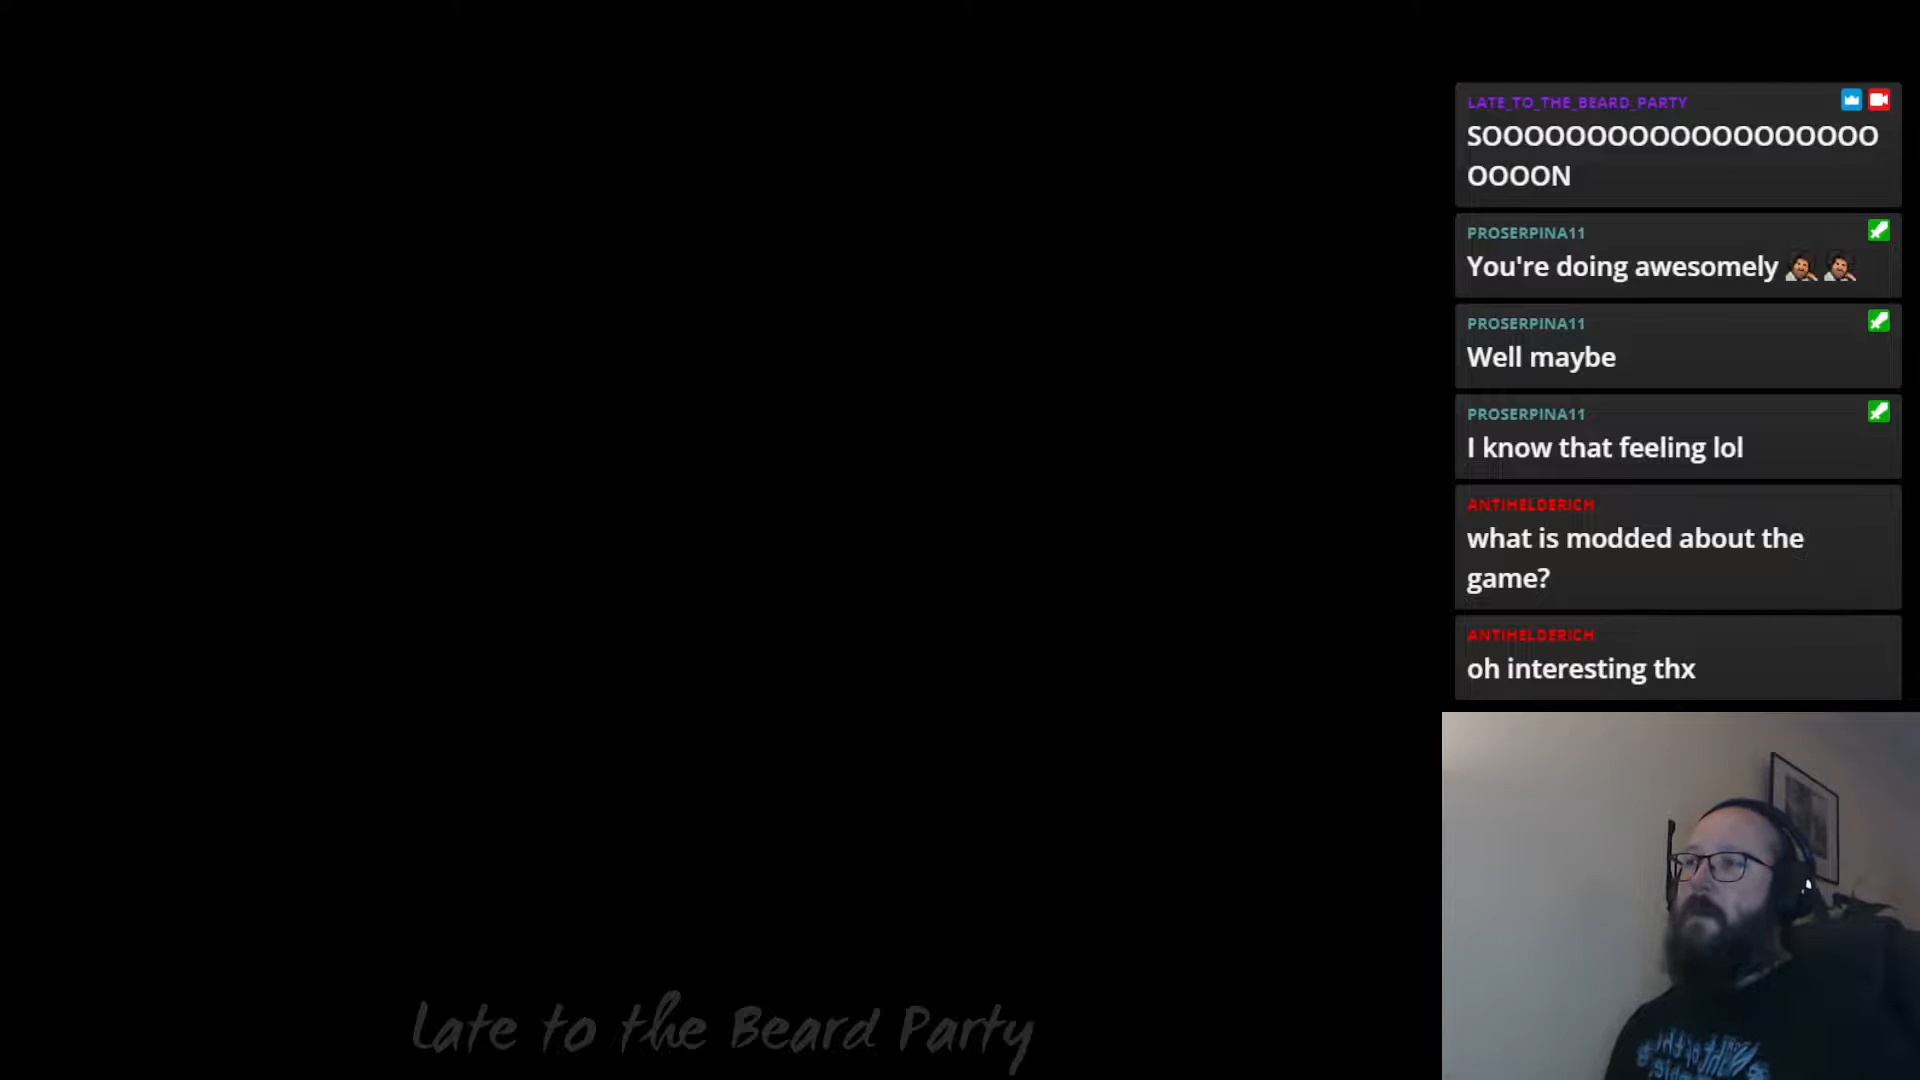 LATE_TO_THE_BEARD_PARTY
SOOOOOOOOOOOOOOOOOOO
OOOON
PROSERPINA11
You're doing awesomely
PROSERPINA11
Well maybe
PROSERPINA11
I know that feeling lol
ANTIHELDERICH
what is modded about the
game?
ANTIHELDERICH
oh interesting thx
Late to the Beard Party